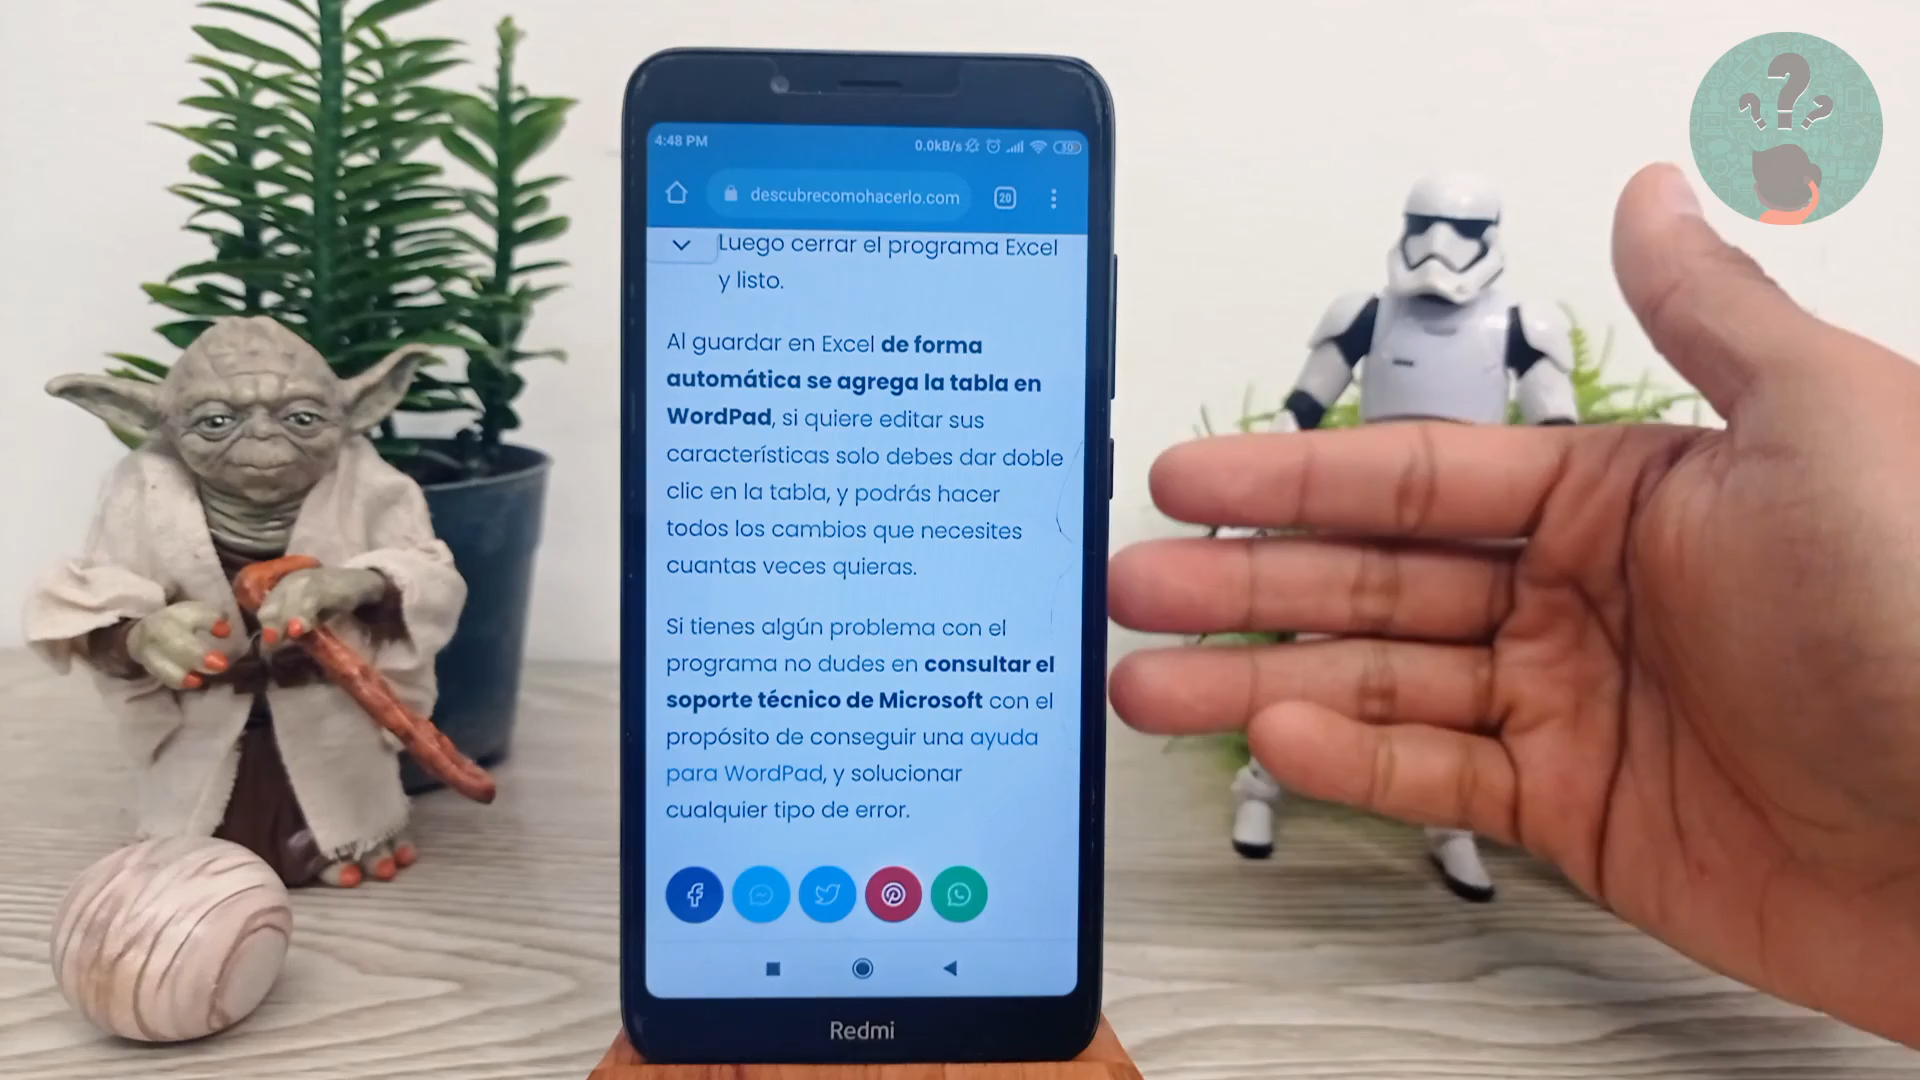 4:48 PM
0.0kB/s
30
descubrecomohacerlo.com
20
Luego cerrar el programa Excel
y listo.
Al guardar en Excel de forma
automática se agrega la tabla en
WordPad, si quiere editar sus
características solo debes dar doble
clic en la tabla, y podrás hacer
todos los cambios que necesites
cuantas veces quieras.
Si tienes algún problema con el
programa no dudes en consultar el
soporte técnico de Microsoft con el
propósito de conseguir una ayuda
para WordPad, y solucionar
cualquier tipo de error.
Redmi